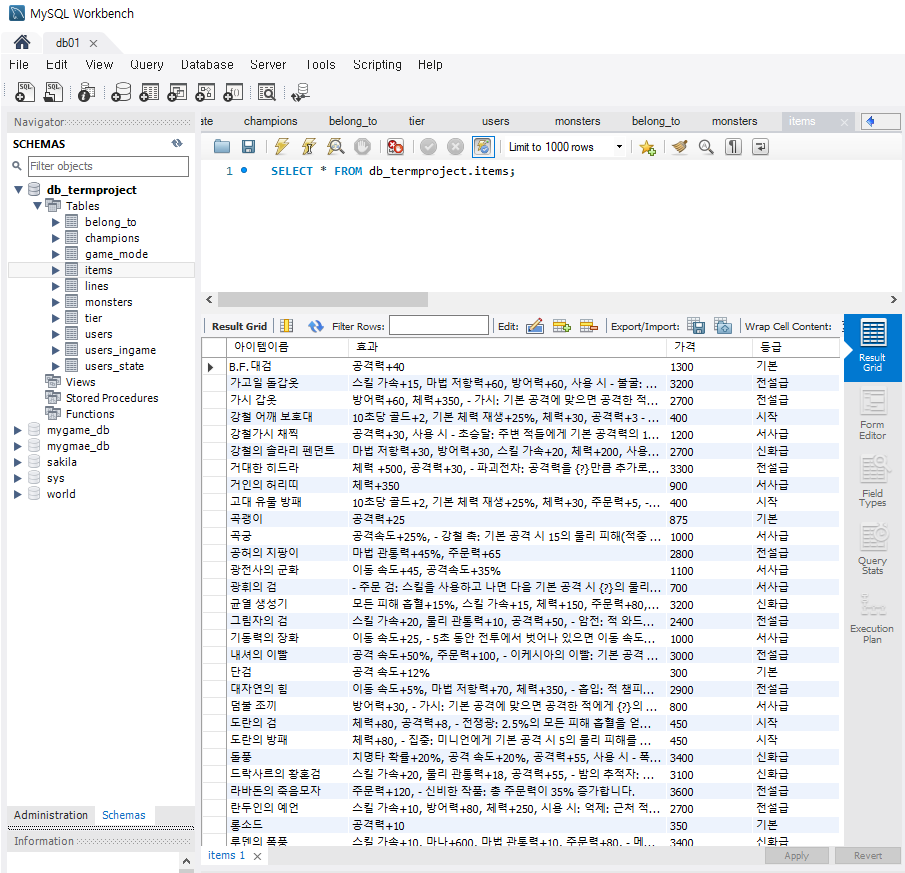 MySQL Workbench
db01
File Edit View Query Database Server Tools Scripting Help
Navigator
SCHEMAS
Filter objects
db_termproject
Tables
belong_to
champions
game_mode
items
lines
monsters
tier
users
users_ingame
users_state
Views
Stored Procedures
Functions
mygame_db
mygmae_db
sakila
sys
world
Administration Schemas
Information
ate champions belong_to tier users monsters belong_to monsters items
Limit to 1000 rows
1 SELECT * FROM db_termproject.items;
Result Grid Filter Rows: Edit: Export/Import: Wrap Cell Content:
아이템이름 효과 가격 등급
B.F.대검 공격력+40 1300 기본
가고일 돌갑옷 스킬 가속+15, 마법 저항력+60, 방어력+60, 사용 시 - 불굴: ... 3200 전설급
가시 갑옷 방어력+60, 체력+350, - 가시: 기본 공격에 맞으면 공격한 적... 2700 전설급
강철 어깨 보호대 10초당 골드+2, 기본 체력 재생+25%, 체력+30, 공격력+3 - ... 400 시작
강철가시 채찍 공격력+30, 사용 시 - 초승달: 주변 적들에게 기본 공격력의 1... 1200 서사급
강철의 솔라리 펜던트 마법 저항력+30, 방어력+30, 스킬 가속+20, 체력+200, 사용... 2700 신화급
거대한 히드라 체력 +500, 공격력+30, - 파괴전차: 공격력을 {?}만큼 추가로... 3300 전설급
거인의 허리띠 체력+350 900 서사급
고대 유물 방패 10초당 골드+2, 기본 체력 재생+25%, 체력+30, 주문력+5, -... 400 시작
곡괭이 공격력+25 875 기본
곡궁 공격속도+25%, - 강철 촉: 기본 공격 시 15의 물리 피해(적중 ... 1000 서사급
공허의 지팡이 마법 관통력+45%, 주문력+65 2800 전설급
광전사의 군화 이동 속도+45, 공격속도+35% 1100 서사급
광휘의 검 - 주문 검: 스킬을 사용하고 나면 다음 기본 공격 시 {?}의 물리... 700 서사급
균열 생성기 모든 피해 흡혈+15%, 스킬 가속+15, 체력+150, 주문력+80,... 3200 신화급
그림자의 검 스킬 가속+20, 물리 관통력+10, 공격력+50, - 암전: 적 와드... 2400 전설급
기동력의 장화 이동 속도+25, - 5초 동안 전투에서 벗어나 있으면 이동 속도... 1000 서사급
내셔의 이빨 공격 속도+50%, 주문력+100, - 이케시아의 이빨: 기본 공격 ... 3000 전설급
단검 공격 속도+12% 300 기본
대자연의 힘 이동 속도+5%, 마법 저항력+70, 체력+350, - 흡입: 적 챔피... 2900 전설급
덤불 조끼 방어력+30, - 가시: 기본 공격에 맞으면 공격한 적에게 {?}의 ... 800 서사급
도란의 검 체력+80, 공격력+8, - 전쟁광: 2.5%의 모든 피해 흡혈을 얻... 450 시작
도란의 방패 체력+80, - 집중: 미니언에게 기본 공격 시 5의 물리 피해를 ... 450 시작
돌풍 치명타 확률+20%, 공격 속도+20%, 공격력+55, 사용 시 - 폭... 3400 신화급
드락사르의 황혼검 스킬 가속+20, 물리 관통력+18, 공격력+55, - 밤의 추적자: ... 3100 신화급
라바돈의 죽음모자 주문력+120, - 신비한 작품: 총 주문력이 35% 증가합니다. 3600 전설급
란두인의 예언 스킬 가속+10, 방어력+80, 체력+250, 시용 시: 억제: 근처 적... 2700 전설급
롱소드 공격력+10 350 기본
루덴의 폭풍 스킬 가속+10, 마나+600, 마법 관통력+10, 주문력+80, - 메... 3400 신화급
Result Grid
Form Editor
Field Types
Query Stats
Execution Plan
items 1 Apply Revert